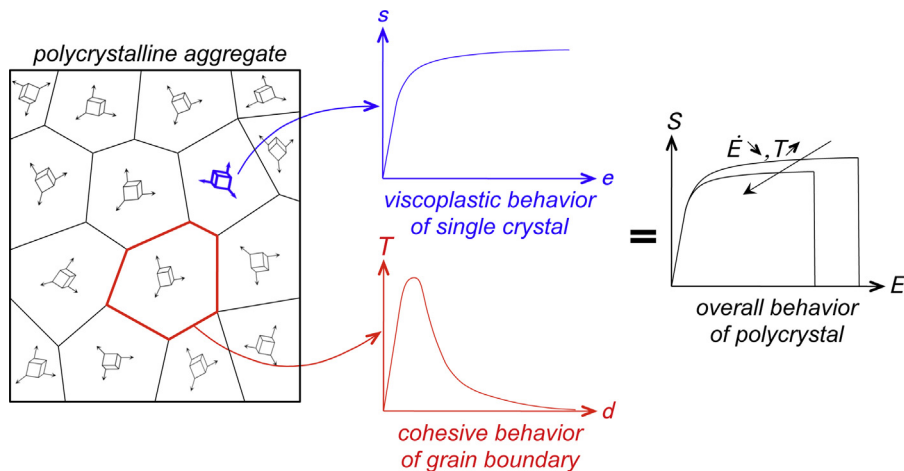 polycrystalline aggregate
s
e
viscoplastic behavior
of single crystal
T
d
cohesive behavior
of grain boundary
=
S
Ė ↘, T↗
E
overall behavior
of polycrystal